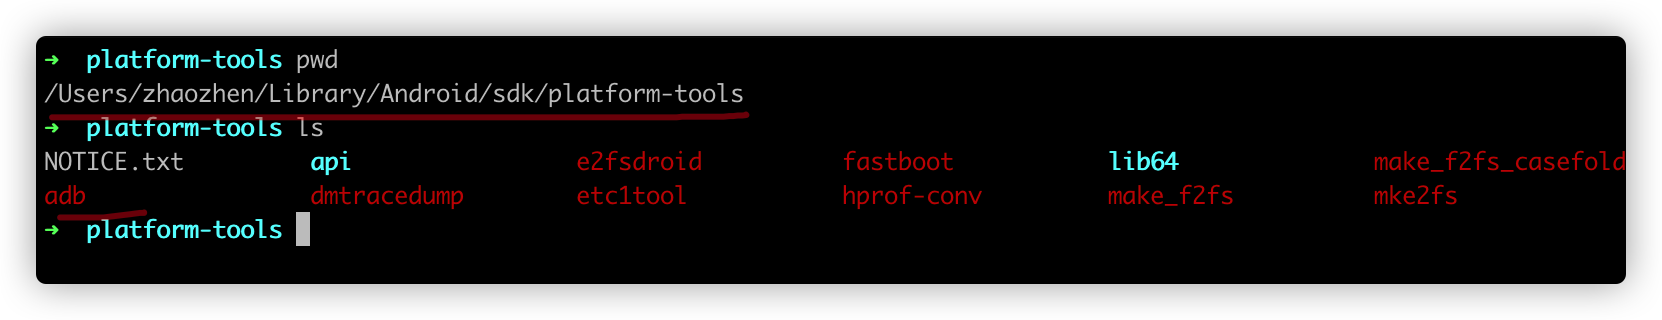 ➜ platform-tools pwd
/Users/zhaozhen/Library/Android/sdk/platform-tools
➜ platform-tools ls
NOTICE.txt api e2fsdroid fastboot lib64 make_f2fs_casefold
adb dmtracedump etc1tool hprof-conv make_f2fs mke2fs
➜ platform-tools